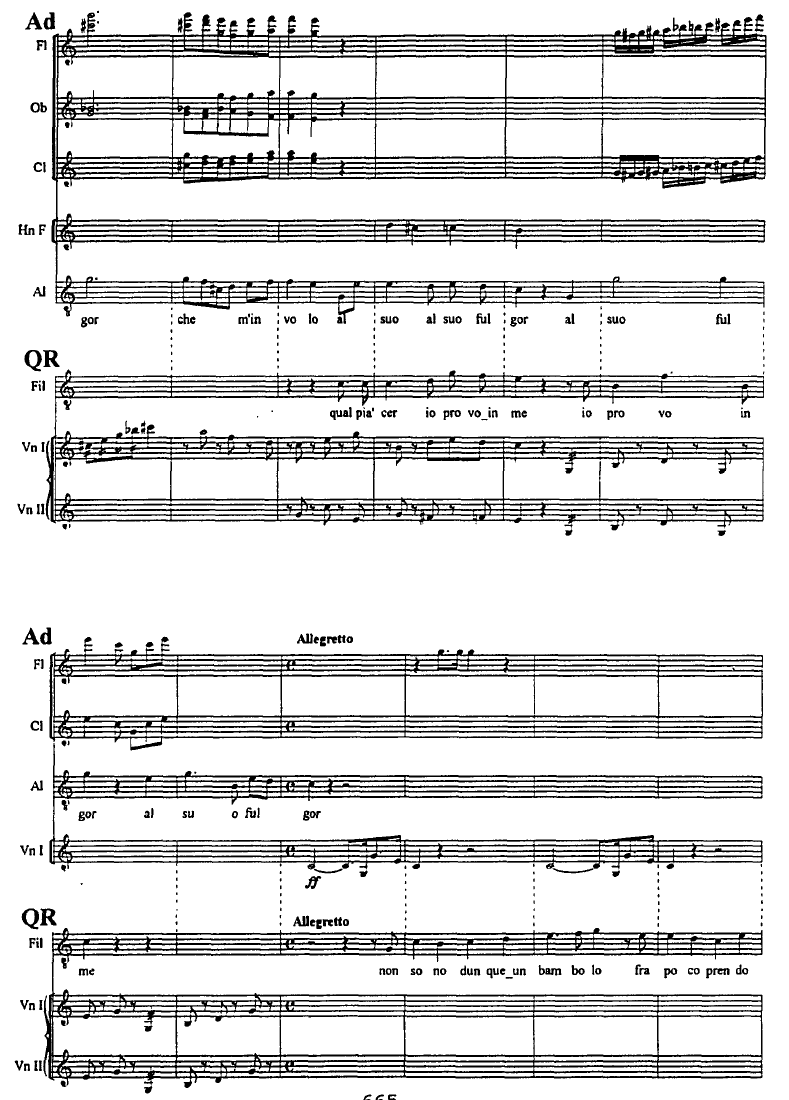 Ad
Fl
Ob
Cl
Hn F
Al
gor che m'in vo lo al suo al suo ful gor al suo ful
QR
Fil
qual pia' cer io pro vo_in me io pro vo in
Vn I
Vn II
Ad
Allegretto
Fl
Cl
Al
gor al su o ful gor
Vn I
ff
QR
Allegretto
Fil
me non so no dun que_un bam bo lo fra po co pren do
Vn I
Vn II
665